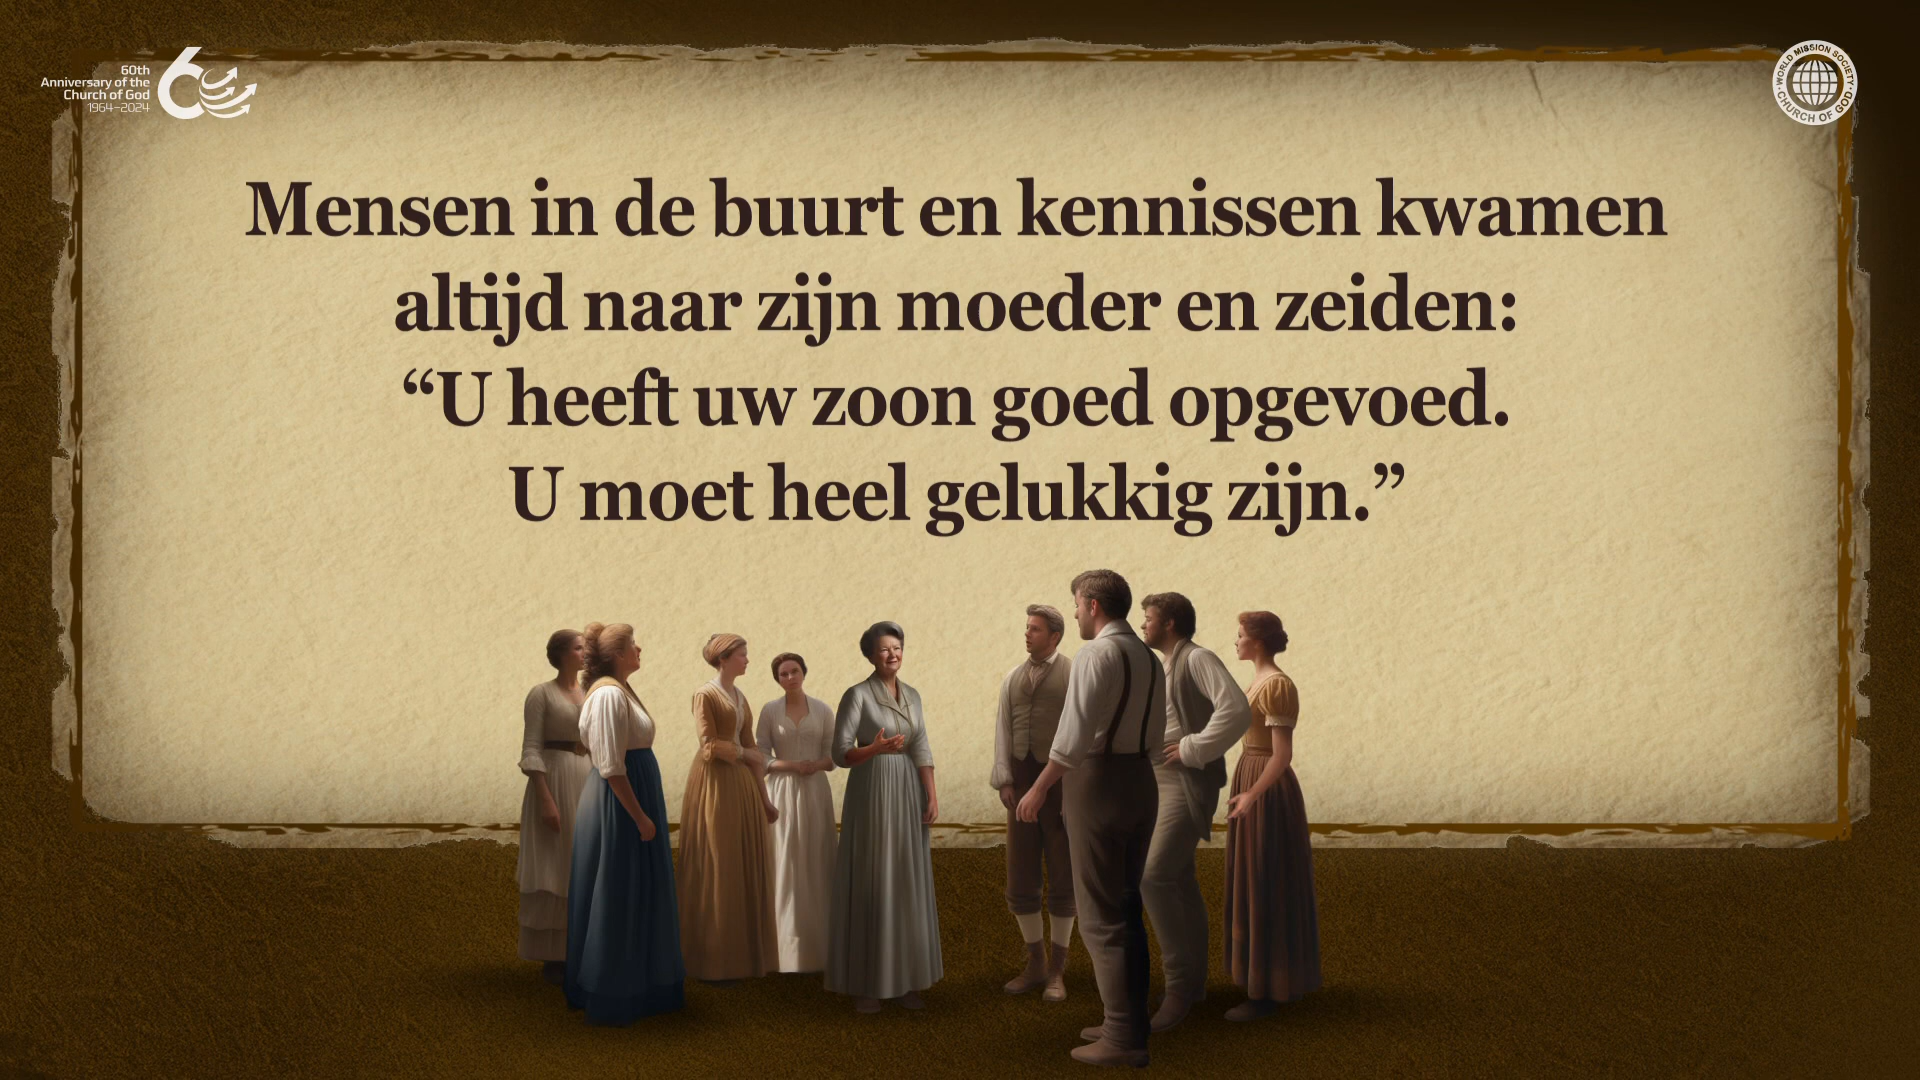 60th
Anniversary of the
Church of God
1964–2024
60
WORLD MISSION SOCIETY
CHURCH OF GOD
Mensen in de buurt en kennissen kwamen
altijd naar zijn moeder en zeiden:
“U heeft uw zoon goed opgevoed.
U moet heel gelukkig zijn.”